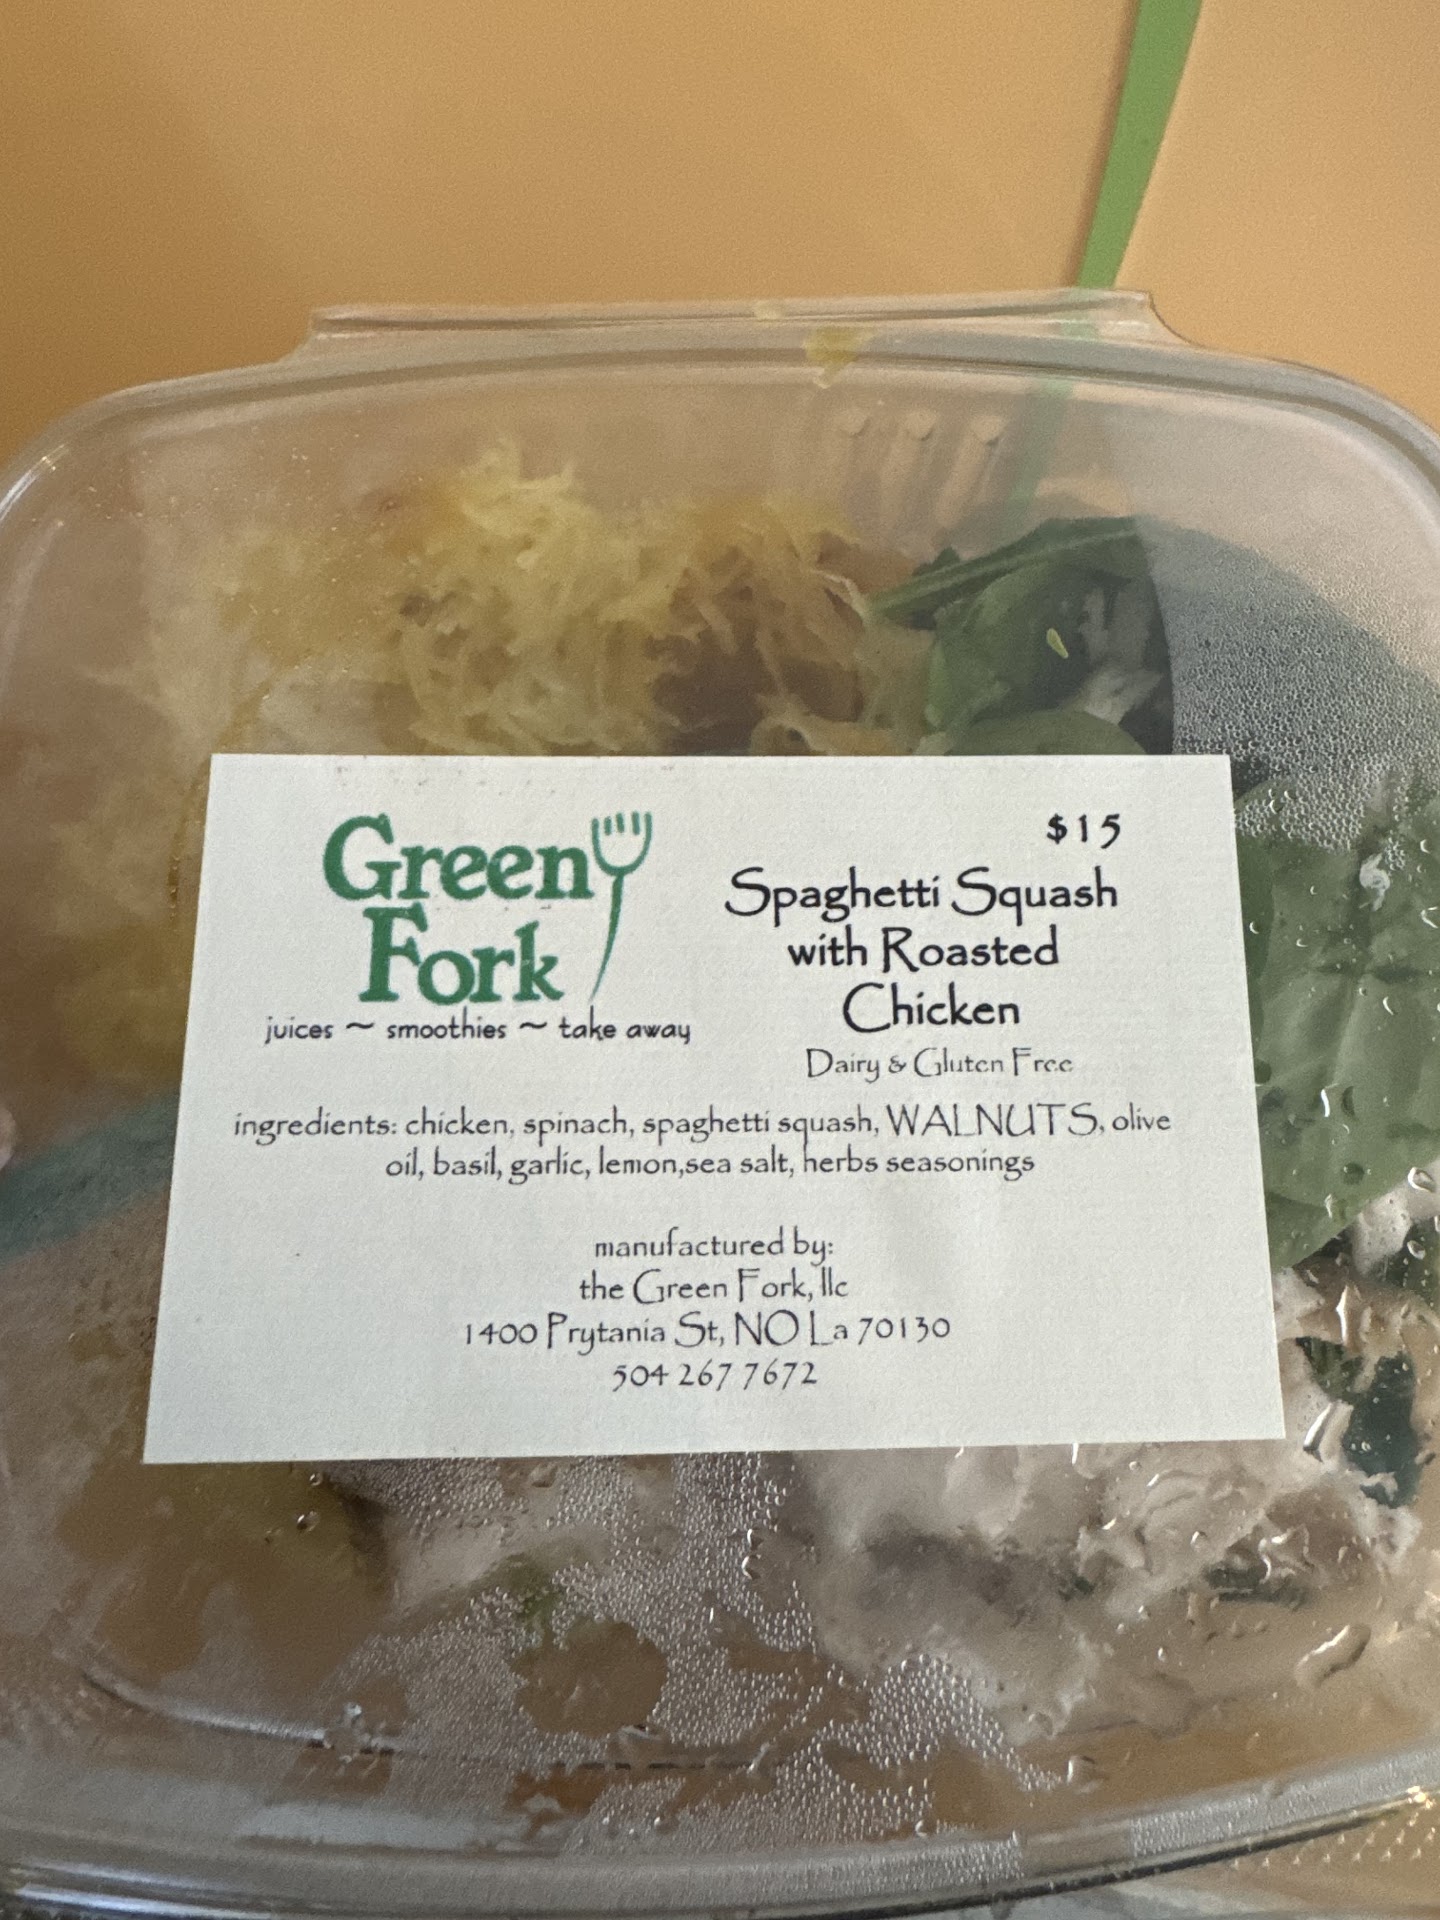 Green
Fork
juices ~ smoothies ~ take away
$15
Spaghetti Squash
with Roasted
Chicken
Dairy & Gluten Free
ingredients: chicken, spinach, spaghetti squash, WALNUTS, olive
oil, basil, garlic, lemon,sea salt, herbs seasonings
manufactured by:
the Green Fork, llc
1400 Prytania St, NO La 70130
504 267 7672